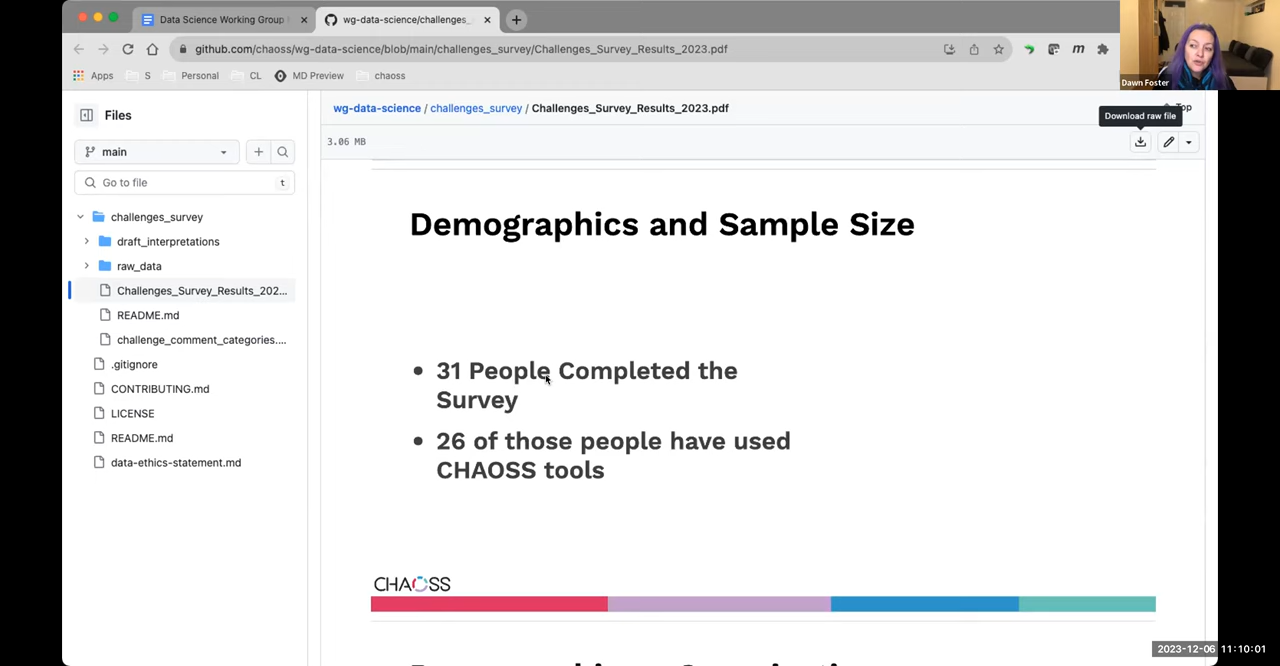 Data Science Working Group
wg-data-science/challenges_
github.com/chaoss/wg-data-science/blob/main/challenges_survey/Challenges_Survey_Results_2023.pdf
Apps
S
Personal
CL
MD Preview
chaoss
Dawn Foster
Files
wg-data-science / challenges_survey / Challenges_Survey_Results_2023.pdf
Top
Download raw file
main
3.06 MB
Go to file
t
challenges_survey
draft_interpretations
raw_data
Challenges_Survey_Results_202...
README.md
challenge_comment_categories....
.gitignore
CONTRIBUTING.md
LICENSE
README.md
data-ethics-statement.md
Demographics and Sample Size
• 31 People Completed the
Survey
• 26 of those people have used
CHAOSS tools
CHAOSS
2023-12-06 11:10:01